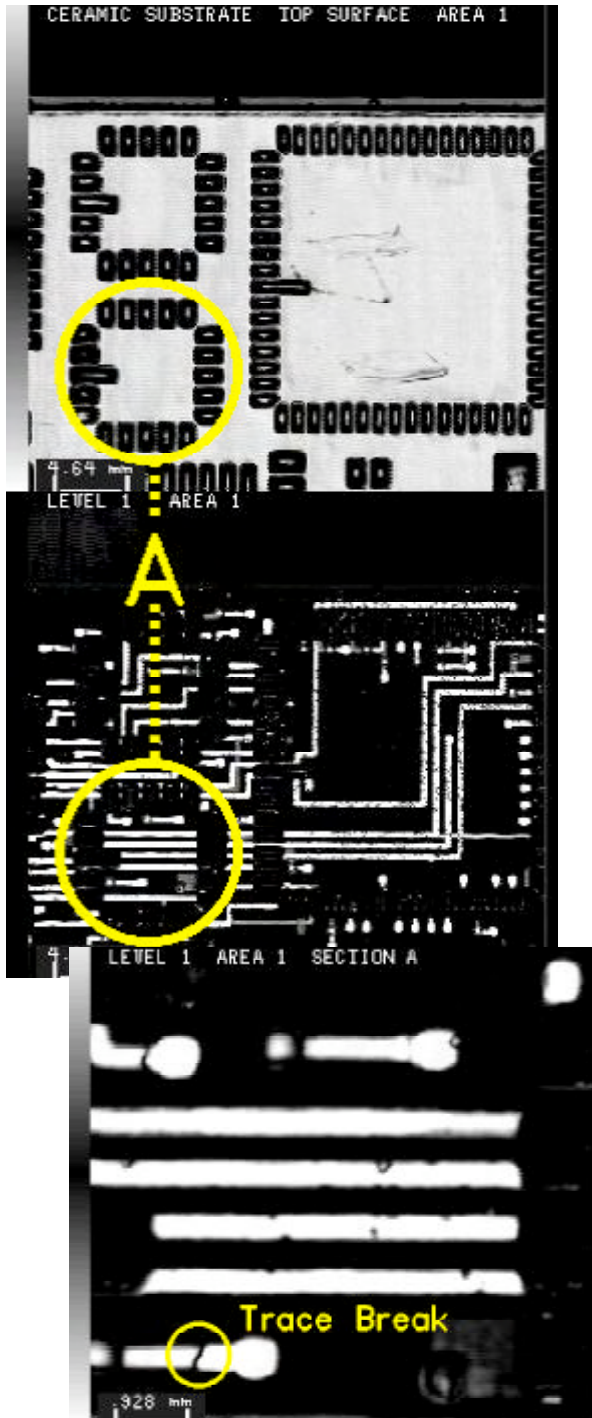 CERAMIC SUBSTRATE TOP SURFACE AREA 1
4.64 mm
LEVEL 1 AREA 1
A
4.
LEVEL 1 AREA 1 SECTION A
Trace Break
.928 mm